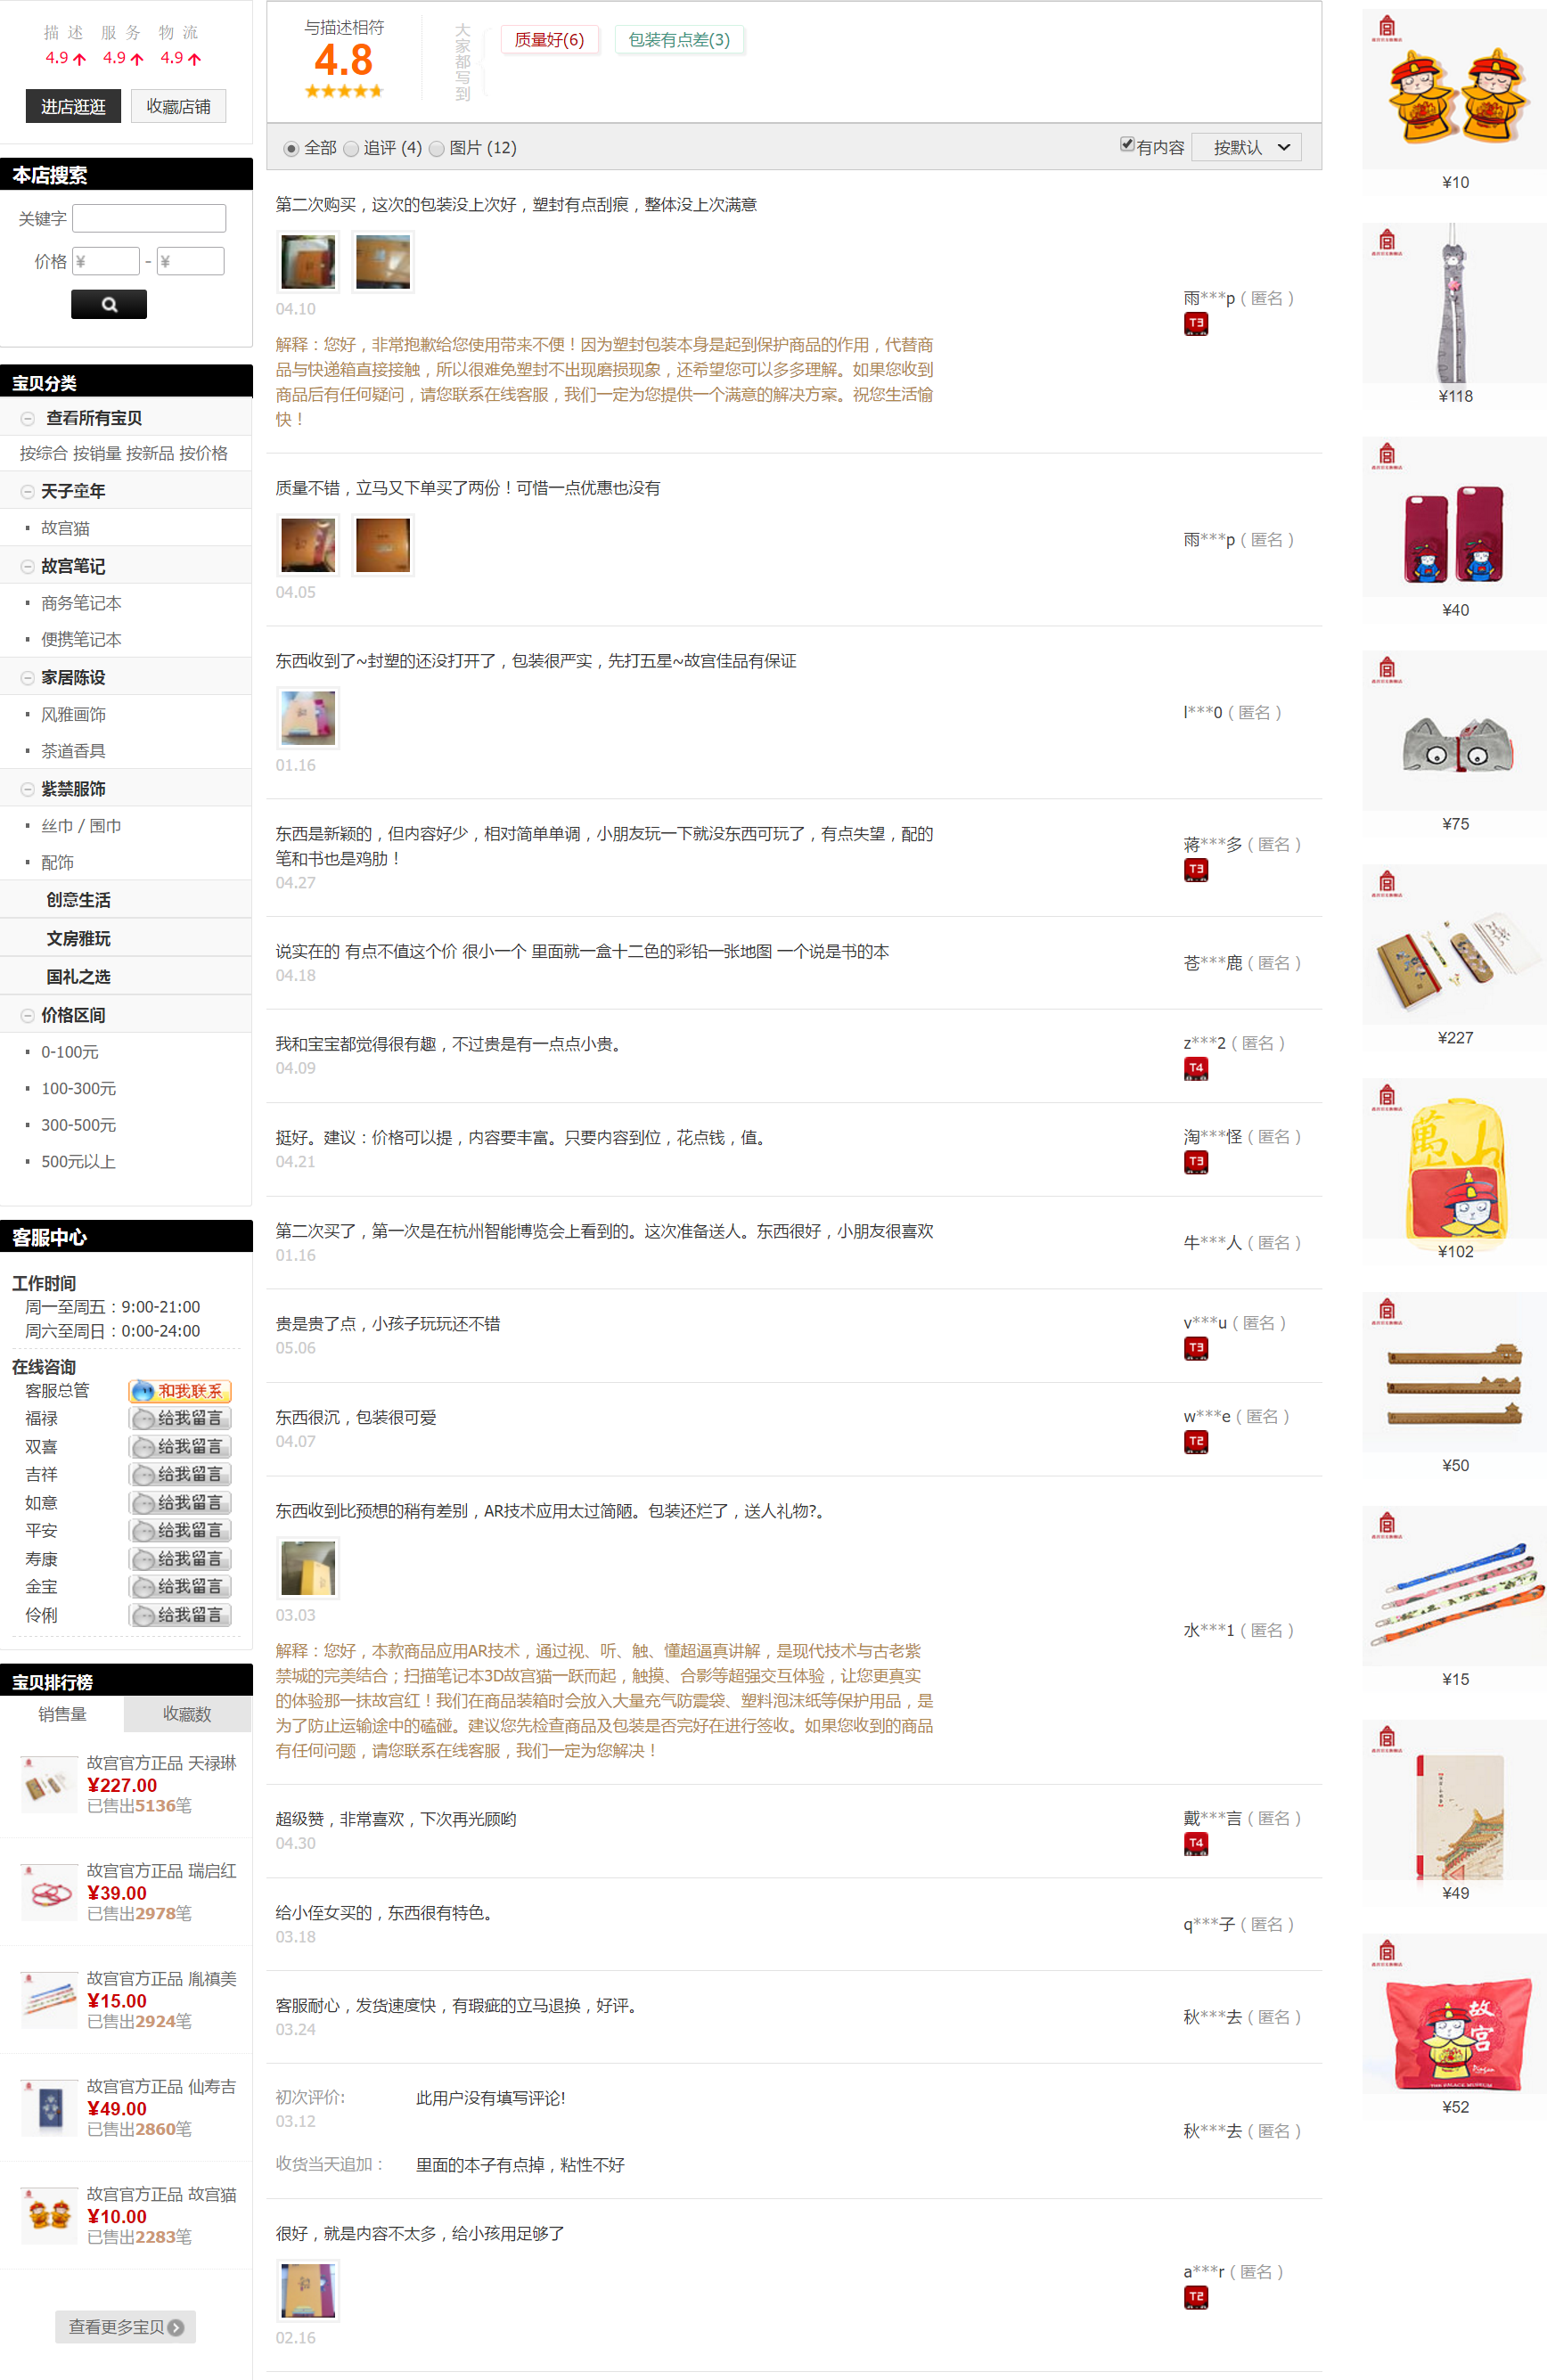 描 述 服 务 物 流
4.9 4.9 4.9
进店逛逛 收藏店铺
本店搜索
关键字
价格 ¥ - ¥
宝贝分类
查看所有宝贝
按综合 按销量 按新品 按价格
天子童年
故宫猫
故宫笔记
商务笔记本
便携笔记本
家居陈设
风雅画饰
茶道香具
紫禁服饰
丝巾 / 围巾
配饰
创意生活
文房雅玩
国礼之选
价格区间
0-100元
100-300元
300-500元
500元以上
客服中心
工作时间
周一至周五：9:00-21:00
周六至周日：0:00-24:00
在线咨询
客服总管 和我联系
福禄 给我留言
双喜 给我留言
吉祥 给我留言
如意 给我留言
平安 给我留言
寿康 给我留言
金宝 给我留言
伶俐 给我留言
宝贝排行榜
销售量 收藏数
故宫官方正品 天禄琳
¥227.00
已售出5136笔
故宫官方正品 瑞启红
¥39.00
已售出2978笔
故宫官方正品 胤禛美
¥15.00
已售出2924笔
故宫官方正品 仙寿吉
¥49.00
已售出2860笔
故宫官方正品 故宫猫
¥10.00
已售出2283笔
查看更多宝贝
与描述相符
4.8
大家都写到
质量好(6) 包装有点差(3)
全部 追评 (4) 图片 (12) 有内容 按默认
第二次购买，这次的包装没上次好，塑封有点刮痕，整体没上次满意
04.10
解释：您好，非常抱歉给您使用带来不便！因为塑封包装本身是起到保护商品的作用，代替商
品与快递箱直接接触，所以很难免塑封不出现磨损现象，还希望您可以多多理解。如果您收到
商品后有任何疑问，请您联系在线客服，我们一定为您提供一个满意的解决方案。祝您生活愉
快！
雨***p（匿名）
T3
质量不错，立马又下单买了两份！可惜一点优惠也没有
04.05
雨***p（匿名）
东西收到了~封塑的还没打开了，包装很严实，先打五星~故宫佳品有保证
01.16
l***0（匿名）
东西是新颖的，但内容好少，相对简单单调，小朋友玩一下就没东西可玩了，有点失望，配的
笔和书也是鸡肋！
04.27
蒋***多（匿名）
T3
说实在的 有点不值这个价 很小一个 里面就一盒十二色的彩铅一张地图 一个说是书的本
04.18
苍***鹿（匿名）
我和宝宝都觉得很有趣，不过贵是有一点点小贵。
04.09
z***2（匿名）
T4
挺好。建议：价格可以提，内容要丰富。只要内容到位，花点钱，值。
04.21
淘***怪（匿名）
T3
第二次买了，第一次是在杭州智能博览会上看到的。这次准备送人。东西很好，小朋友很喜欢
01.16
牛***人（匿名）
贵是贵了点，小孩子玩玩还不错
05.06
v***u（匿名）
T3
东西很沉，包装很可爱
04.07
w***e（匿名）
T2
东西收到比预想的稍有差别，AR技术应用太过简陋。包装还烂了，送人礼物?。
03.03
解释：您好，本款商品应用AR技术，通过视、听、触、懂超逼真讲解，是现代技术与古老紫
禁城的完美结合；扫描笔记本3D故宫猫一跃而起，触摸、合影等超强交互体验，让您更真实
的体验那一抹故宫红！我们在商品装箱时会放入大量充气防震袋、塑料泡沫纸等保护用品，是
为了防止运输途中的磕碰。建议您先检查商品及包装是否完好在进行签收。如果您收到的商品
有任何问题，请您联系在线客服，我们一定为您解决！
水***1（匿名）
超级赞，非常喜欢，下次再光顾哟
04.30
戴***言（匿名）
T4
给小侄女买的，东西很有特色。
03.18
q***子（匿名）
客服耐心，发货速度快，有瑕疵的立马退换，好评。
03.24
秋***去（匿名）
初次评价: 此用户没有填写评论!
03.12
收货当天追加： 里面的本子有点掉，粘性不好
秋***去（匿名）
很好，就是内容不太多，给小孩用足够了
02.16
a***r（匿名）
T2
¥10
¥118
¥40
¥75
¥227
萬
¥102
¥50
¥15
¥49
故
宫
THE PALACE MUSEUM
¥52